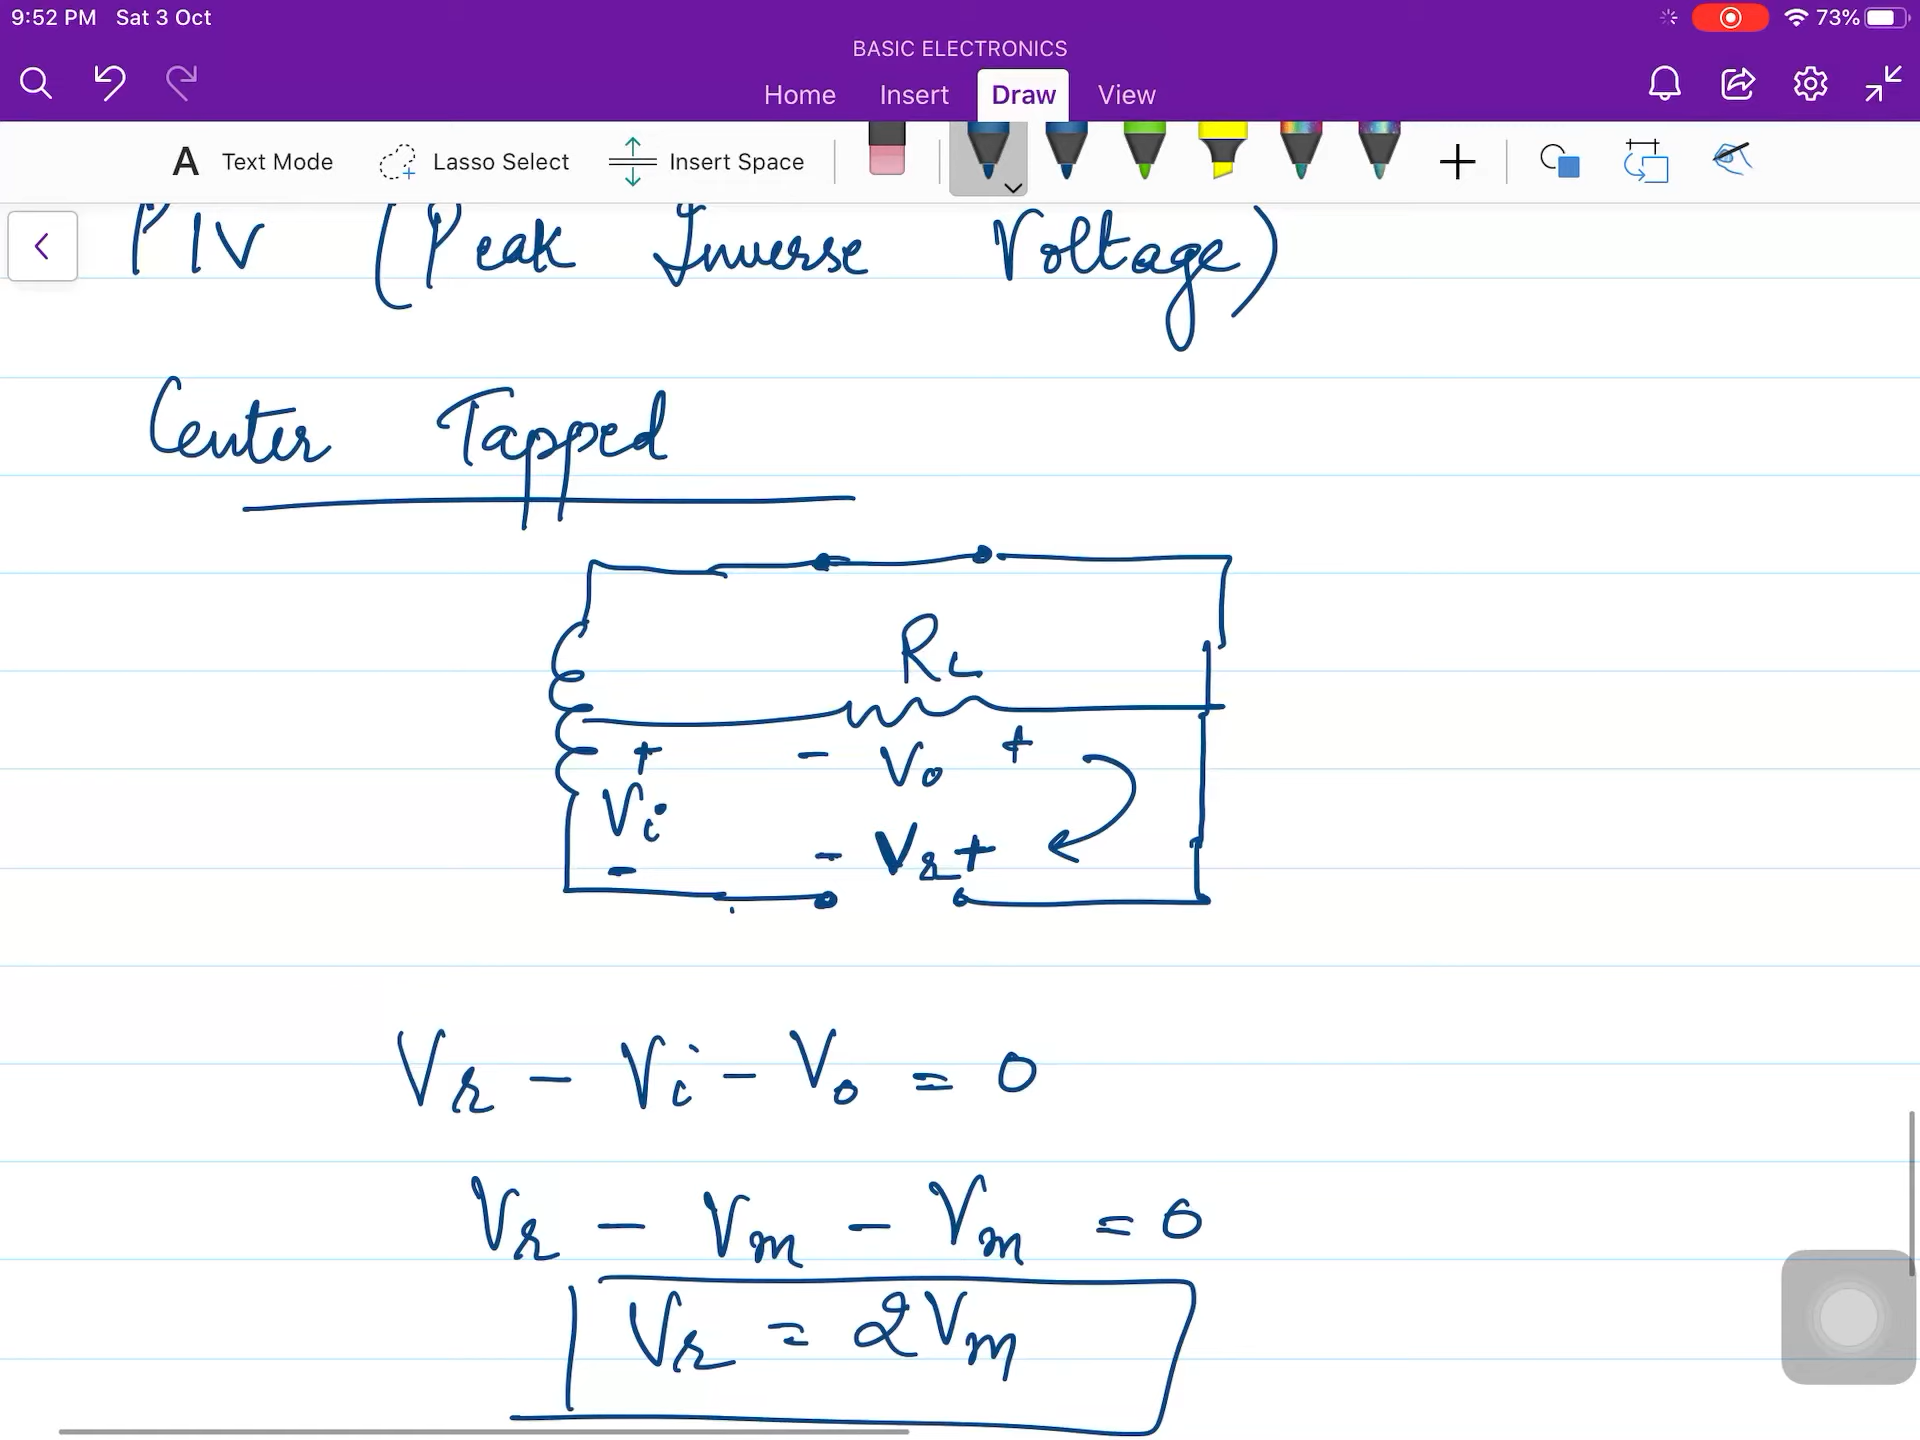 9:52 PM Sat 3 Oct 73%
BASIC ELECTRONICS
Home Insert Draw View
A Text Mode Lasso Select Insert Space
PIV (Peak Inverse Voltage)
Center Tapped
RL
+ - Vo +
Vi
- - Vr +
Vr - Vi - Vo = 0
Vr - Vm - Vm = 0
Vr = 2Vm